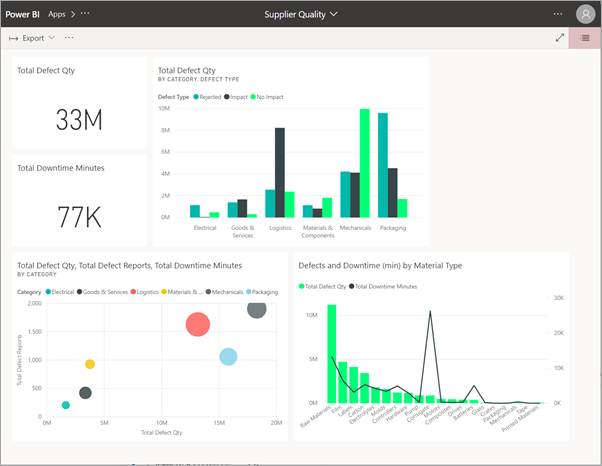 Power BI Apps > ...
Supplier Quality
...
Export
...
Total Defect Qty
33M
Total Downtime Minutes
77K
Total Defect Qty
BY CATEGORY, DEFECT TYPE
Defect Type Rejected Impact No Impact
10M
8M
6M
4M
2M
0M
Electrical
Goods &
Services
Logistics
Materials &
Components
Mechanicals
Packaging
Total Defect Qty, Total Defect Reports, Total Downtime Minutes
BY CATEGORY
Category Electrical Goods & Services Logistics Materials & ... Mechanicals Packaging
Total Defect Reports
2,000
1,500
1,000
500
0
0M 5M 10M 15M 20M
Total Defect Qty
Defects and Downtime (min) by Material Type
Total Defect Qty Total Downtime Minutes
10M
5M
0M
30K
20K
10K
0K
Raw Materials
Film
Labels
Carton
Electrolytes
Molds
Controllers
Hardware
Pump
Corrugate
Motors
Composites
Drives
Batteries
Glass
Crates
Packaging
Mechanicals
Tape
Printed Materials